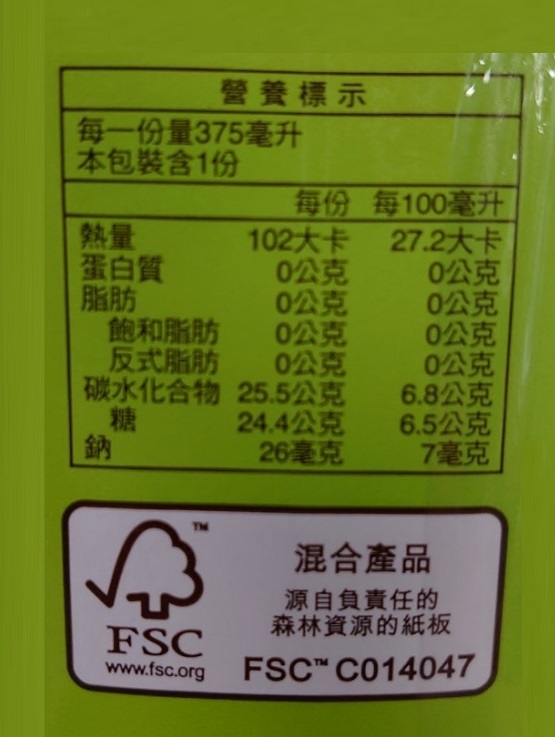 營養標示
每一份量375毫升
本包裝含1份
每份 每100毫升
熱量 102大卡 27.2大卡
蛋白質 0公克 0公克
脂肪 0公克 0公克
飽和脂肪 0公克 0公克
反式脂肪 0公克 0公克
碳水化合物 25.5公克 6.8公克
糖 24.4公克 6.5公克
鈉 26毫克 7毫克
TM
FSC
www.fsc.org
混合產品
源自負責任的
森林資源的紙板
FSC™ C014047